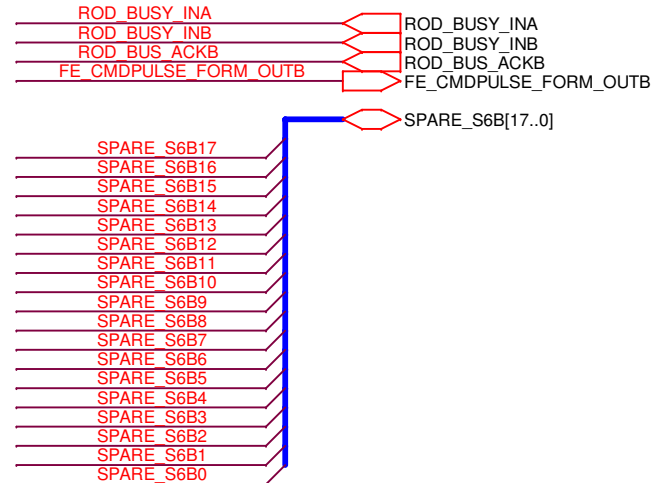 ROD_BUSY_INA ROD_BUSY_INA
ROD_BUSY_INB ROD_BUSY_INB
ROD_BUS_ACKB ROD_BUS_ACKB
FE_CMDPULSE_FORM_OUTB FE_CMDPULSE_FORM_OUTB
SPARE_S6B[17..0]
SPARE_S6B17
SPARE_S6B16
SPARE_S6B15
SPARE_S6B14
SPARE_S6B13
SPARE_S6B12
SPARE_S6B11
SPARE_S6B10
SPARE_S6B9
SPARE_S6B8
SPARE_S6B7
SPARE_S6B6
SPARE_S6B5
SPARE_S6B4
SPARE_S6B3
SPARE_S6B2
SPARE_S6B1
SPARE_S6B0